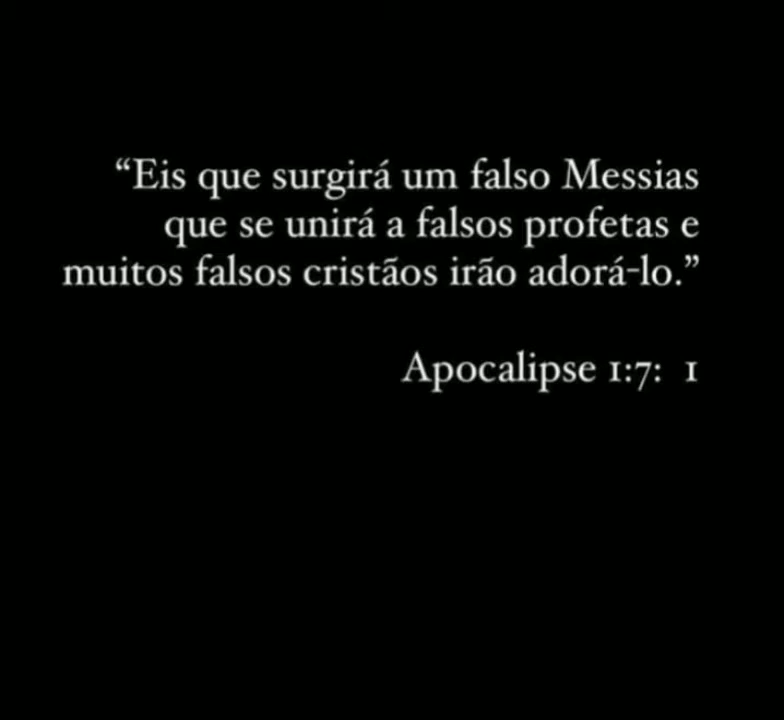 “Eis que surgirá um falso Messias
que se unirá a falsos profetas e
muitos falsos cristãos irão adorá-lo.”
Apocalipse 1:7: 1